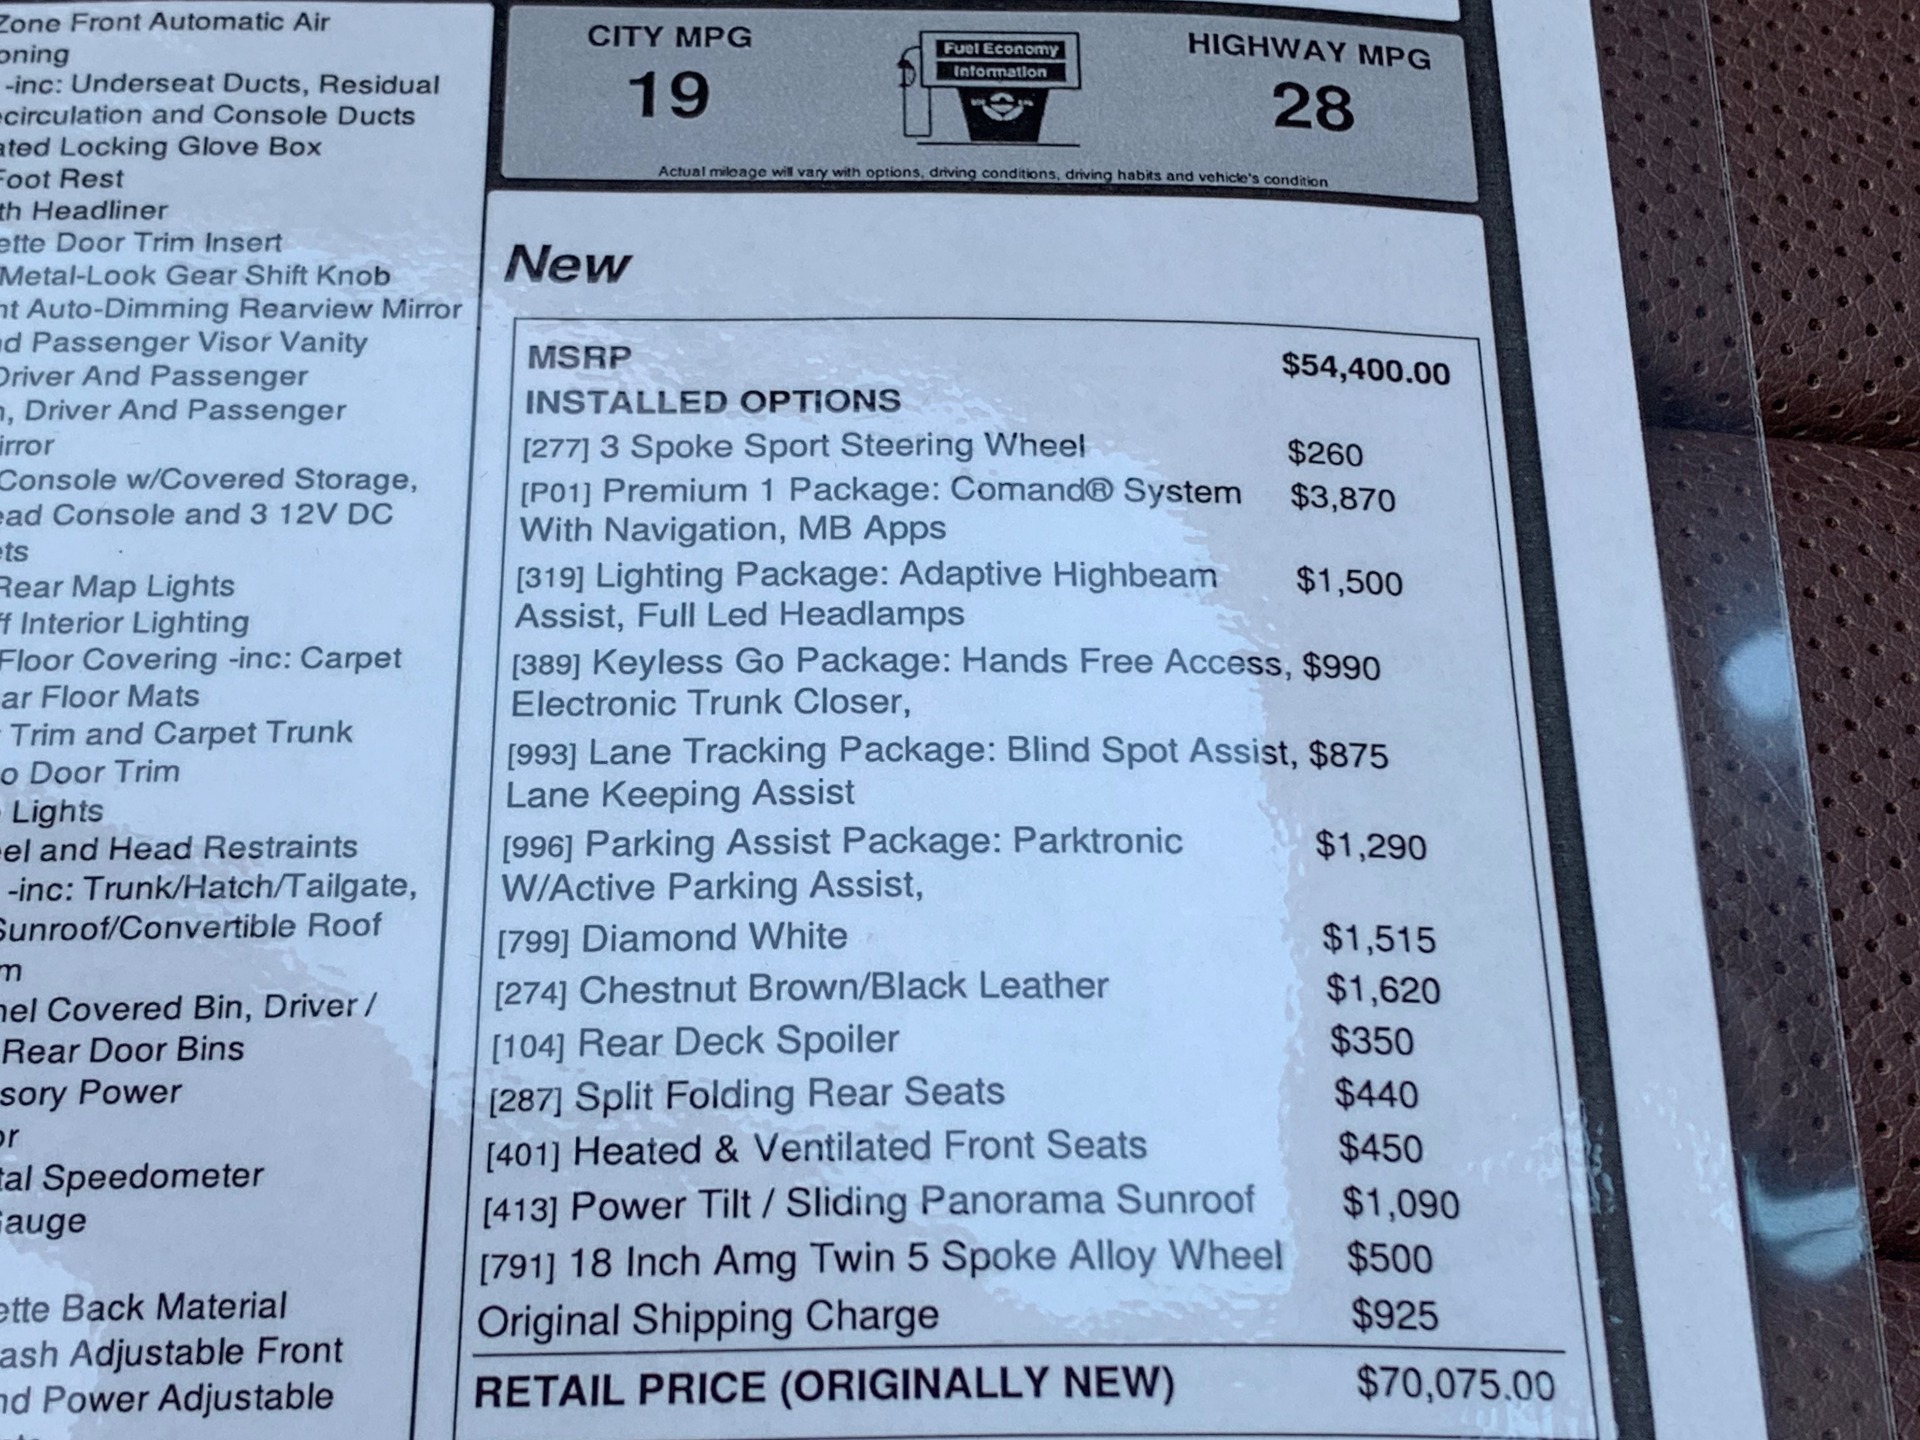 Zone Front Automatic Air
oning
-inc: Underseat Ducts, Residual
circulation and Console Ducts
ated Locking Glove Box
Foot Rest
th Headliner
ette Door Trim Insert
Metal-Look Gear Shift Knob
nt Auto-Dimming Rearview Mirror
nd Passenger Visor Vanity
Driver And Passenger
n, Driver And Passenger
irror
Console w/Covered Storage,
ead Console and 3 12V DC
ets
Rear Map Lights
ff Interior Lighting
Floor Covering -inc: Carpet
ar Floor Mats
Trim and Carpet Trunk
o Door Trim
Lights
el and Head Restraints
-inc: Trunk/Hatch/Tailgate,
Sunroof/Convertible Roof
m
nel Covered Bin, Driver /
Rear Door Bins
sory Power
or
tal Speedometer
Gauge
ette Back Material
ash Adjustable Front
nd Power Adjustable
CITY MPG
19
Fuel Economy
Information
HIGHWAY MPG
28
Actual mileage will vary with options, driving conditions, driving habits and vehicle's condition
New
MSRP $54,400.00
INSTALLED OPTIONS
[277] 3 Spoke Sport Steering Wheel $260
[P01] Premium 1 Package: Comand® System $3,870
With Navigation, MB Apps
[319] Lighting Package: Adaptive Highbeam $1,500
Assist, Full Led Headlamps
[389] Keyless Go Package: Hands Free Access, $990
Electronic Trunk Closer,
[993] Lane Tracking Package: Blind Spot Assist, $875
Lane Keeping Assist
[996] Parking Assist Package: Parktronic $1,290
W/Active Parking Assist,
[799] Diamond White $1,515
[274] Chestnut Brown/Black Leather $1,620
[104] Rear Deck Spoiler $350
[287] Split Folding Rear Seats $440
[401] Heated & Ventilated Front Seats $450
[413] Power Tilt / Sliding Panorama Sunroof $1,090
[791] 18 Inch Amg Twin 5 Spoke Alloy Wheel $500
Original Shipping Charge $925
RETAIL PRICE (ORIGINALLY NEW) $70,075.00